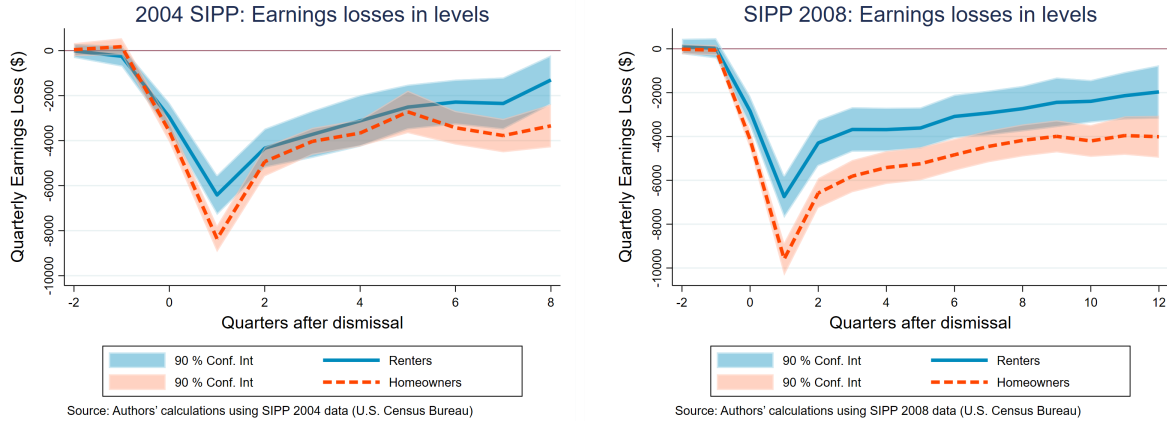 2004 SIPP: Earnings losses in levels
Quarterly Earnings Loss ($)
0
-2000
-4000
-6000
-8000
-10000
-2 0 2 4 6 8
Quarters after dismissal
90 % Conf. Int Renters
90 % Conf. Int Homeowners
Source: Authors' calculations using SIPP 2004 data (U.S. Census Bureau)
SIPP 2008: Earnings losses in levels
Quarterly Earnings Loss ($)
0
-2000
-4000
-6000
-8000
-10000
-2 0 2 4 6 8 10 12
Quarters after dismissal
90 % Conf. Int Renters
90 % Conf. Int Homeowners
Source: Authors' calculations using SIPP 2008 data (U.S. Census Bureau)